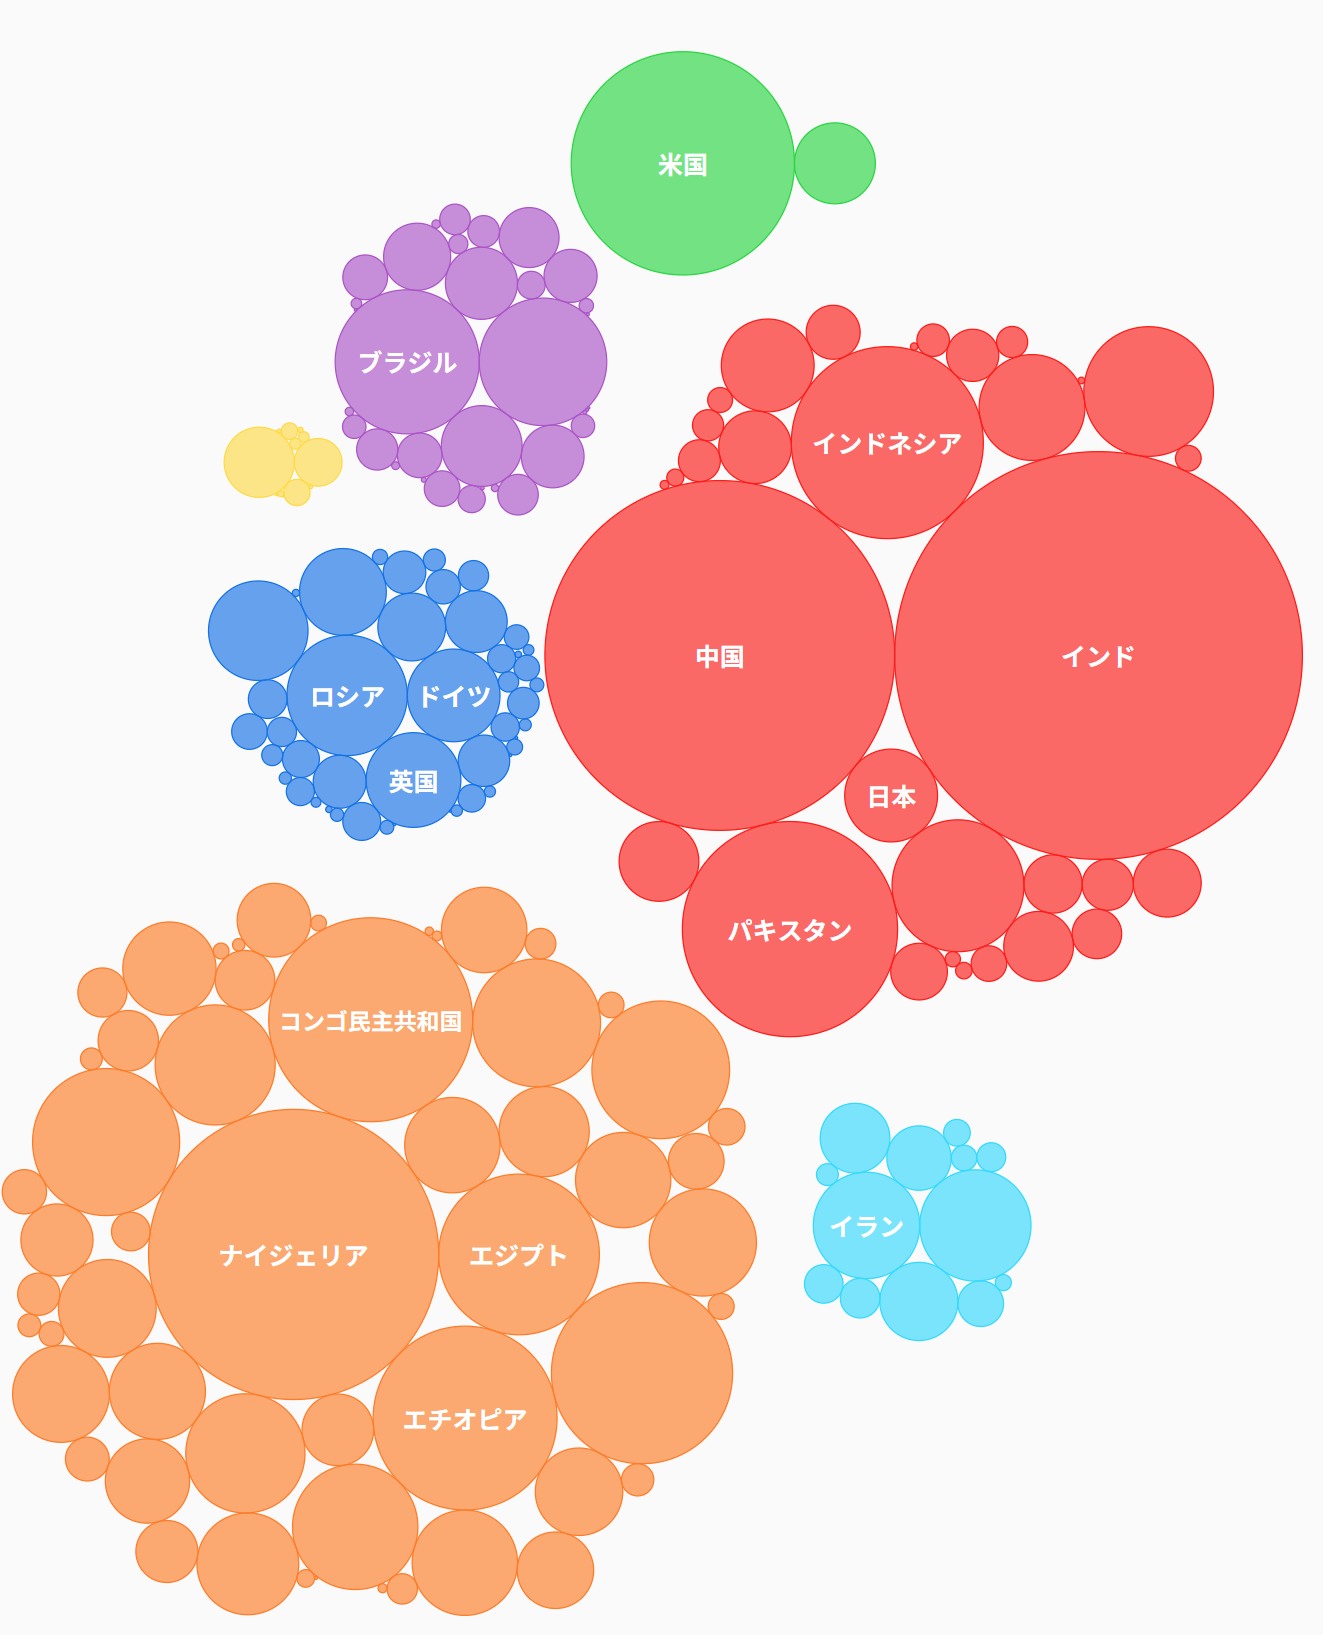 米国
ブラジル
インドネシア
中国
インド
ロシア
ドイツ
英国
日本
パキスタン
コンゴ民主共和国
ナイジェリア
エジプト
イラン
エチオピア